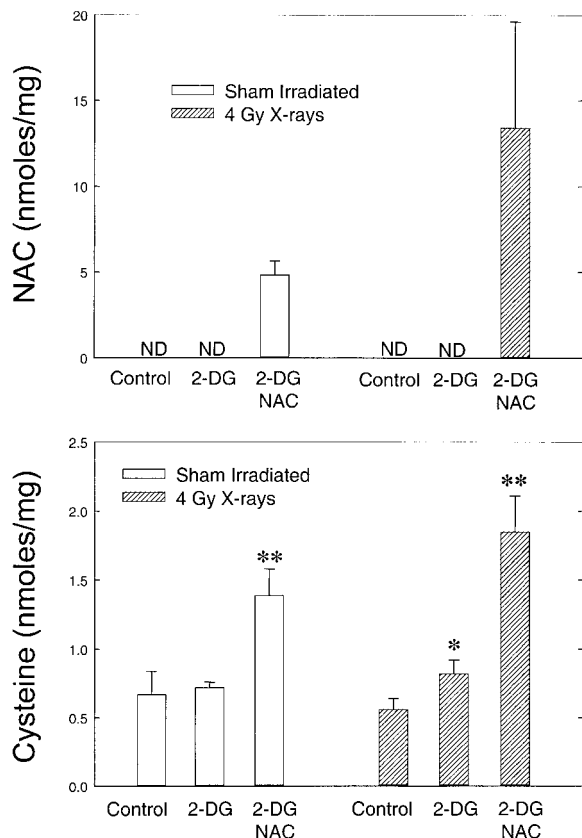 NAC (nmoles/mg)
20
15
10
5
0
Sham Irradiated
4 Gy X-rays
ND ND ND ND
Control 2-DG 2-DG Control 2-DG 2-DG
NAC NAC
Cysteine (nmoles/mg)
2.5
2.0
1.5
1.0
0.5
0.0
Sham Irradiated
4 Gy X-rays
** * **
Control 2-DG 2-DG Control 2-DG 2-DG
NAC NAC